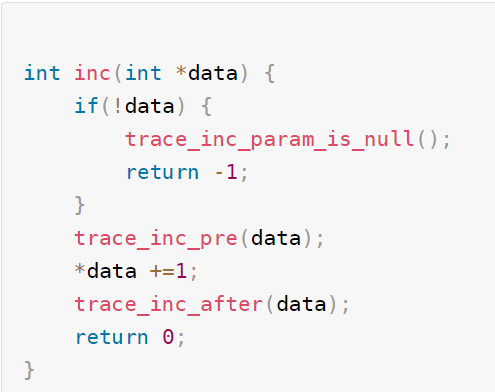 int inc(int *data) {
    if(!data) {
        trace_inc_param_is_null();
        return -1;
    }
    trace_inc_pre(data);
    *data +=1;
    trace_inc_after(data);
    return 0;
}